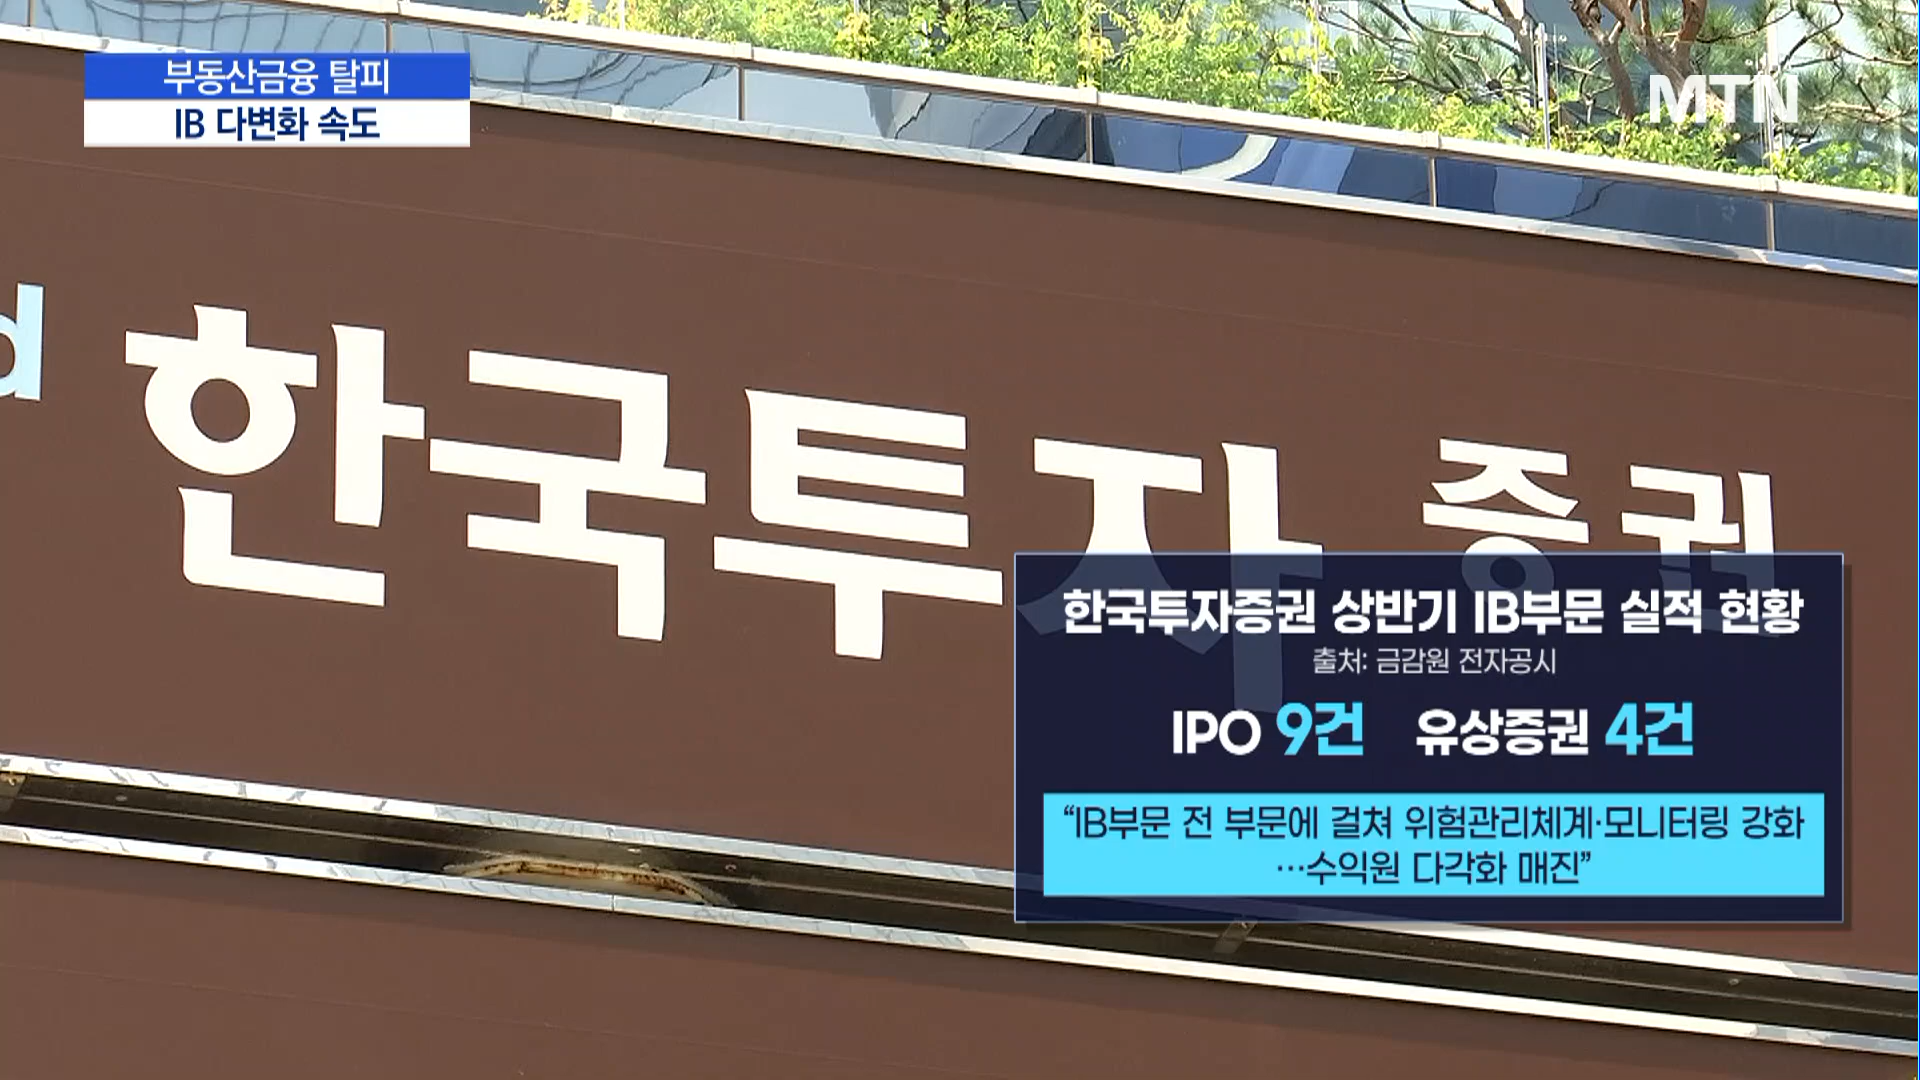 부동산금융 탈피
IB 다변화 속도
MTN
d
한국투자증권
한국투자증권 상반기 IB부문 실적 현황
출처: 금감원 전자공시
IPO 9건 유상증권 4건
“IB부문 전 부문에 걸쳐 위험관리체계·모니터링 강화
…수익원 다각화 매진”